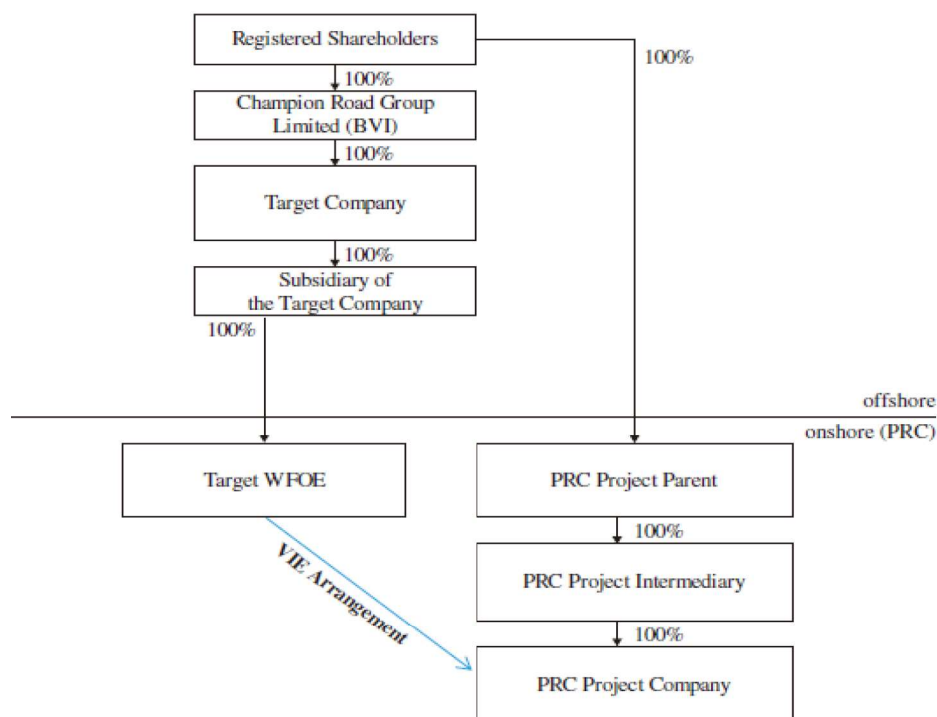 Registered Shareholders
100%
100%
Champion Road Group
Limited (BVI)
100%
Target Company
100%
Subsidiary of
the Target Company
100%
offshore
onshore (PRC)
Target WFOE
PRC Project Parent
100%
VIE Arrangement
PRC Project Intermediary
100%
PRC Project Company